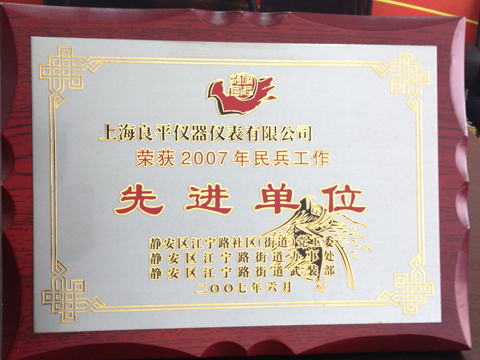 上海良平仪器仪表有限公司
荣获2007年民兵工作
先进单位
静安区江宁路社区(街道)党工委
静安区江宁路街道办事处
静安区江宁路街道武装部
二〇〇七年六月